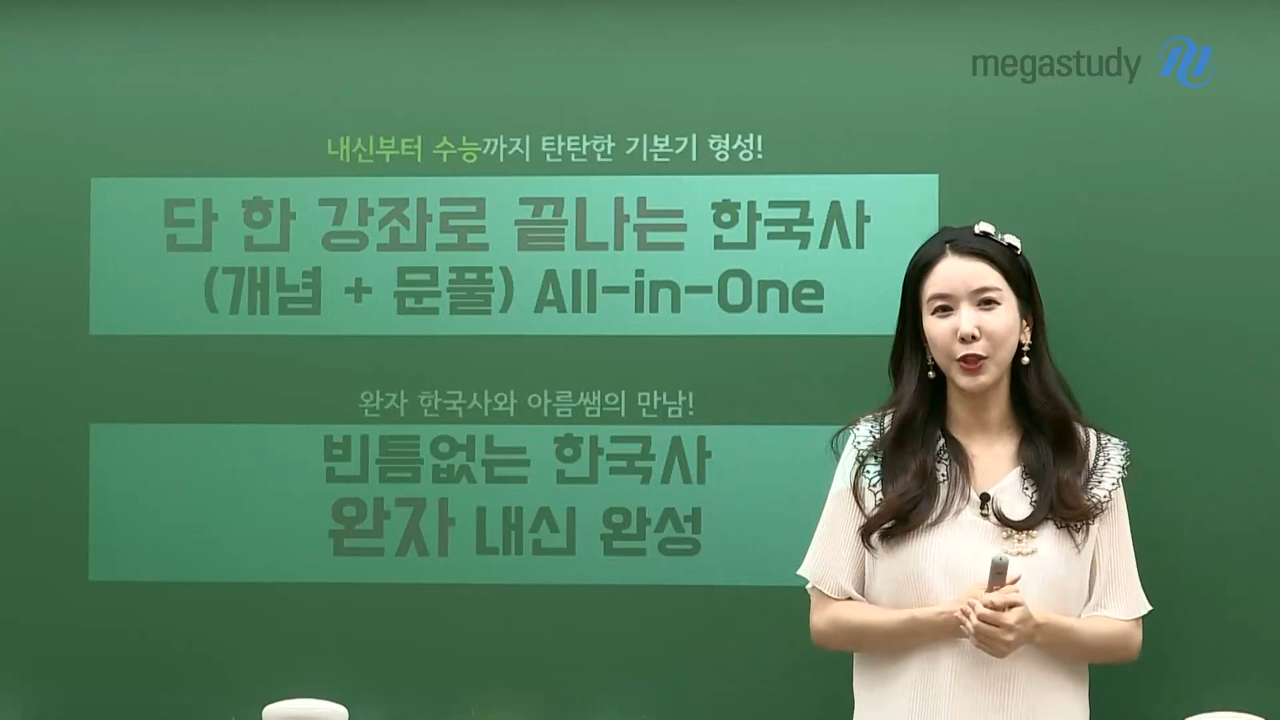 megastudy
내신부터 수능까지 탄탄한 기본기 형성!
단 한 강좌로 끝나는 한국사
(개념 + 문풀) All-in-One
완자 한국사와 아름쌤의 만남!
빈틈없는 한국사
완자 내신 완성